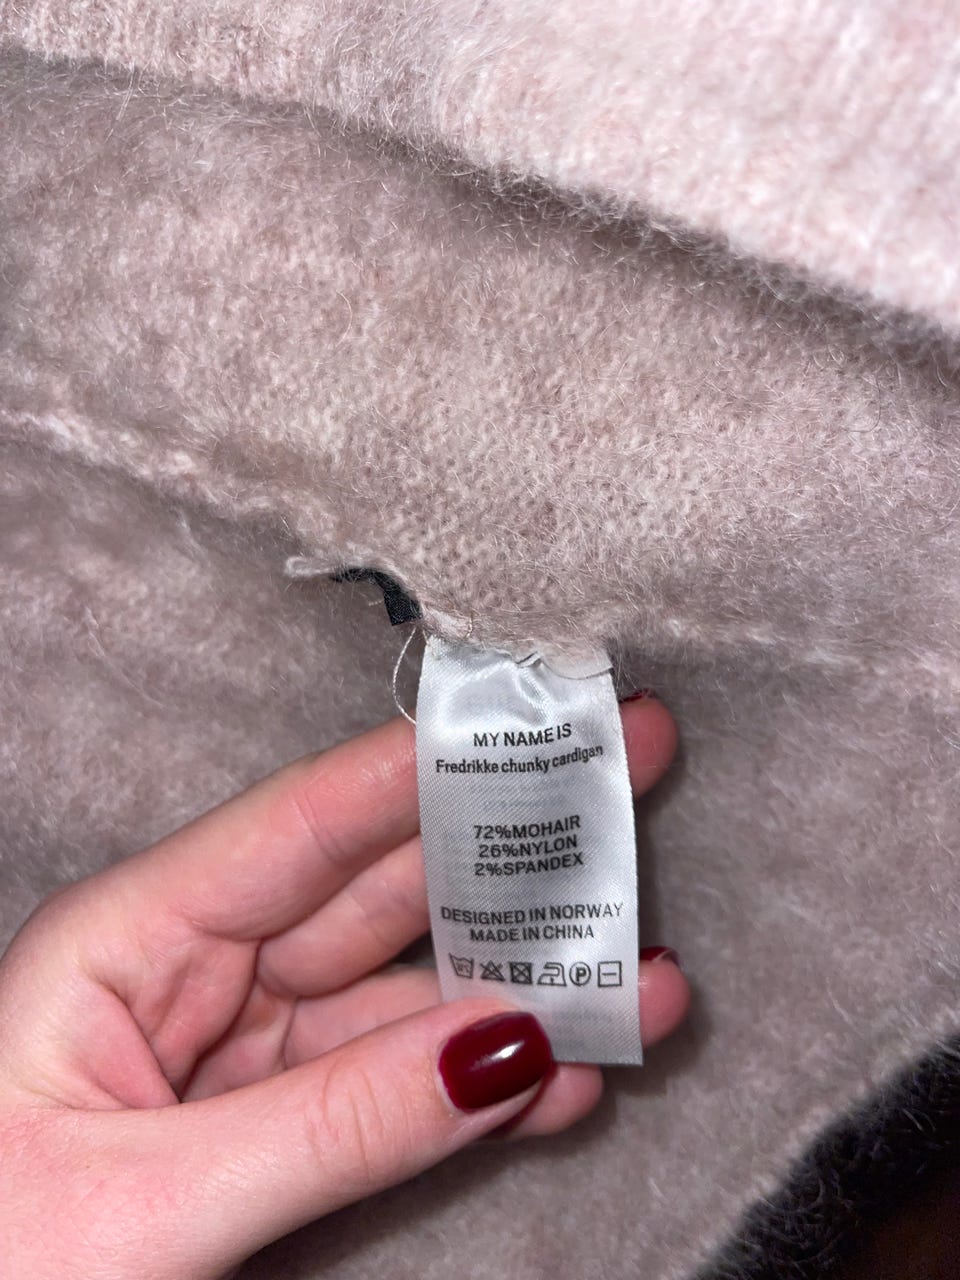 MY NAME IS
Fredrikke chunky cardigan
72%MOHAIR
26%NYLON
2%SPANDEX
DESIGNED IN NORWAY
MADE IN CHINA
P